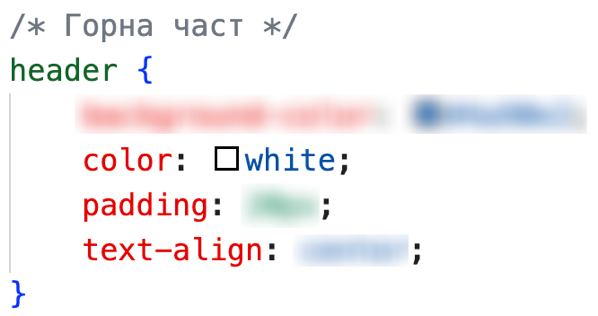 /* Горна част */
header {
color: white;
padding: ;
text-align: ;
}